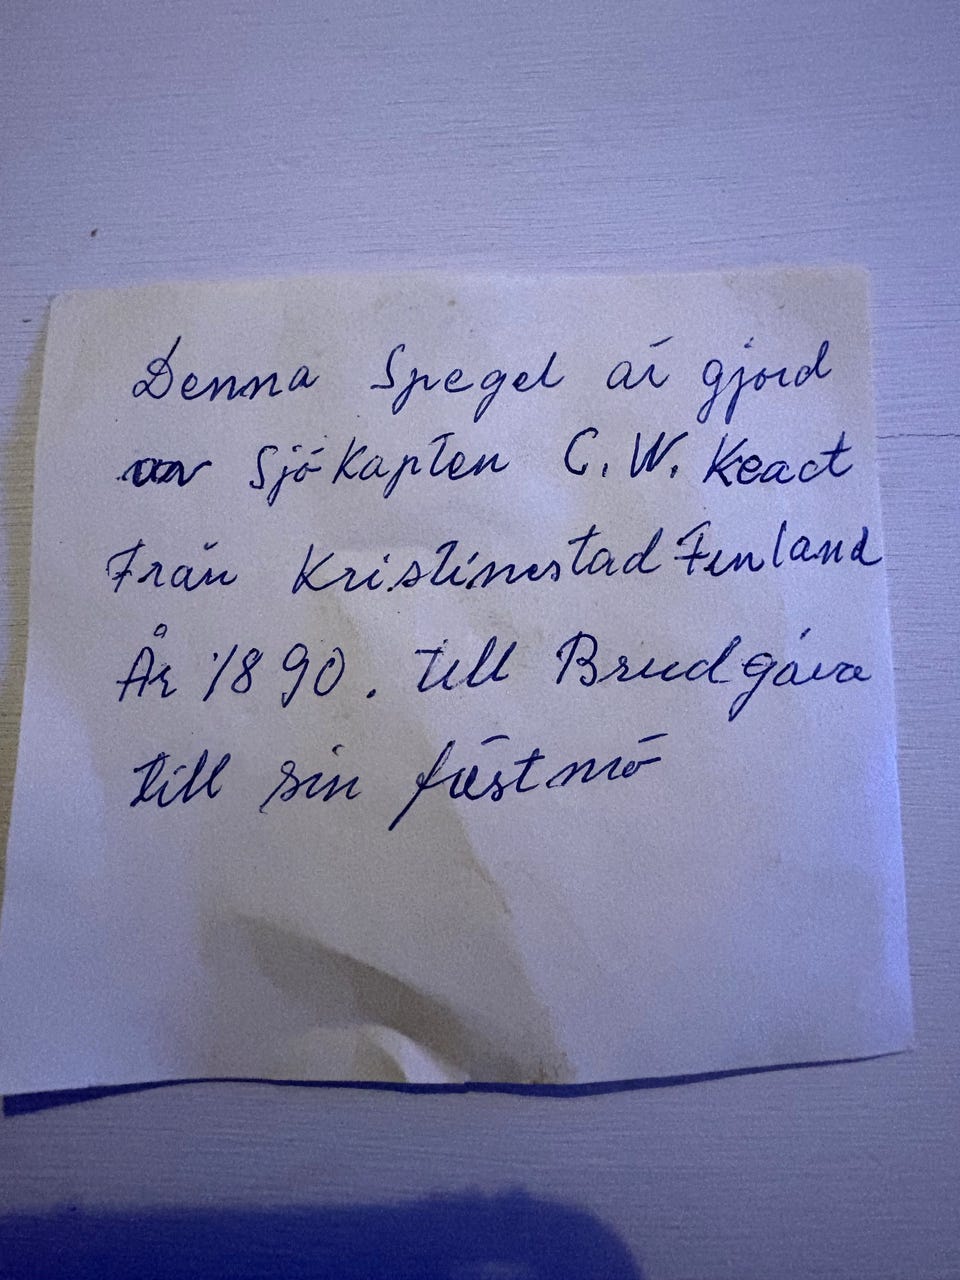 Denna Spegel är gjord
av Sjökapten C. W. Keact
Från Kristinestad Finland
År 1890. till Brudgåva
till sin fästmö